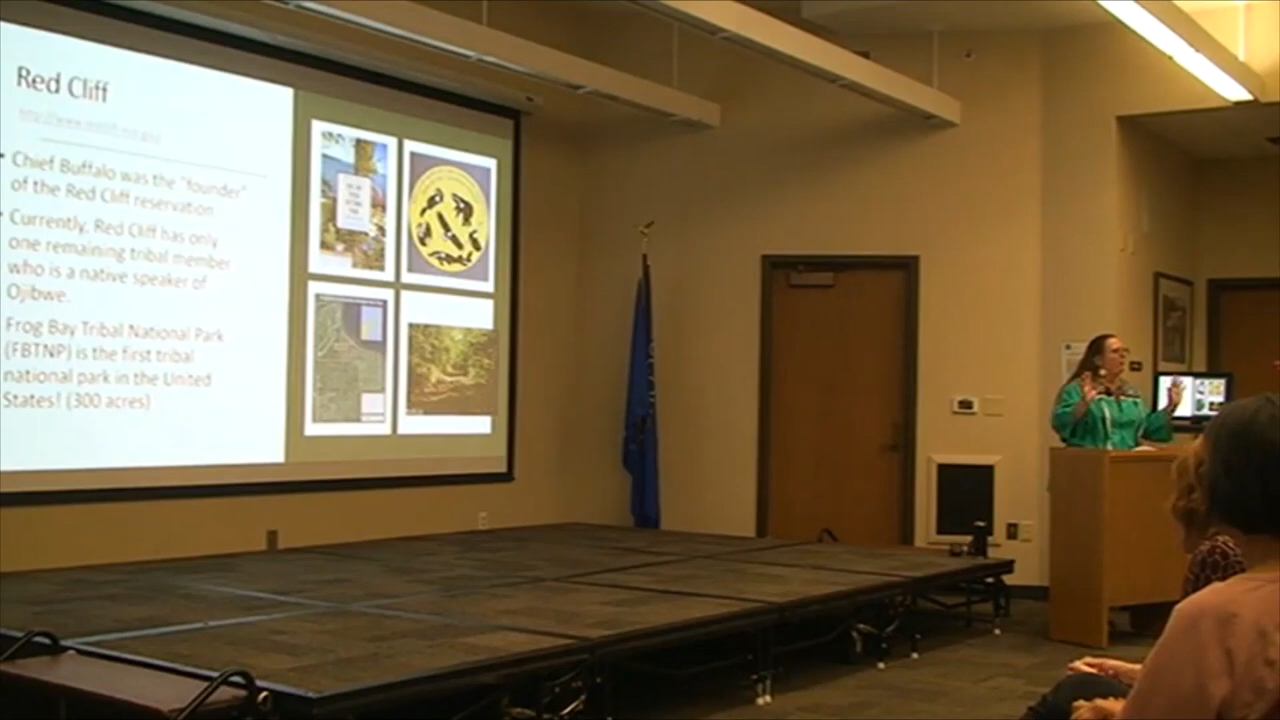 Red Cliff
Chief Buffalo was the "founder"
of the Red Cliff reservation
Currently, Red Cliff has only
one remaining tribal member
who is a native speaker of
Ojibwe.
Frog Bay Tribal National Park
(FBTNP) is the first tribal
national park in the United
States! (300 acres)